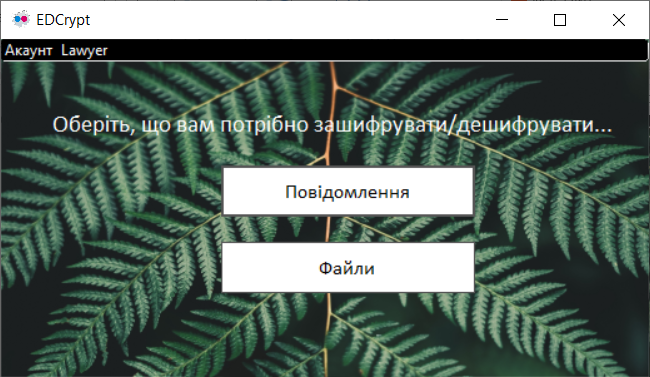 EDCrypt
Акаунт Lawyer
Оберіть, що вам потрібно зашифрувати/дешифрувати...
Повідомлення
Файли